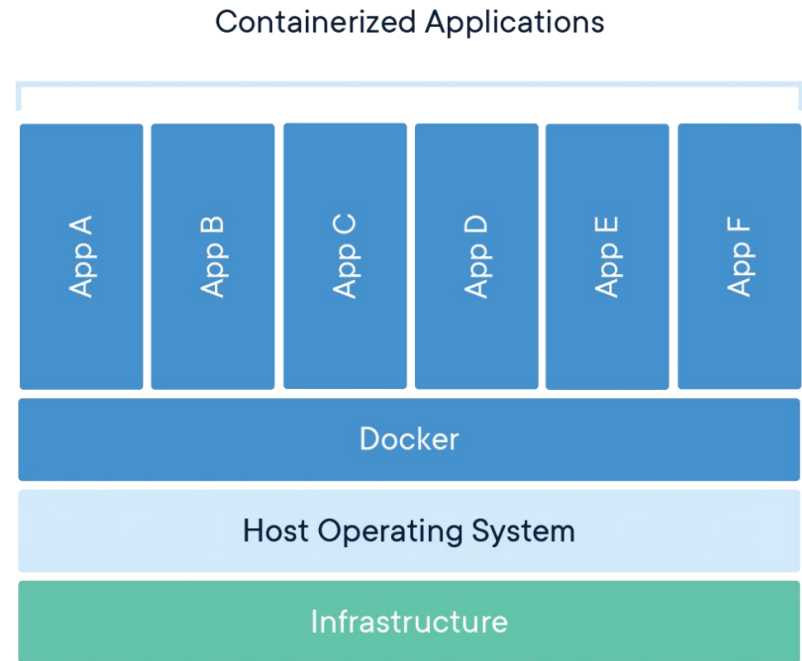 Containerized Applications
App A
App B
App C
App D
App E
App F
Docker
Host Operating System
Infrastructure